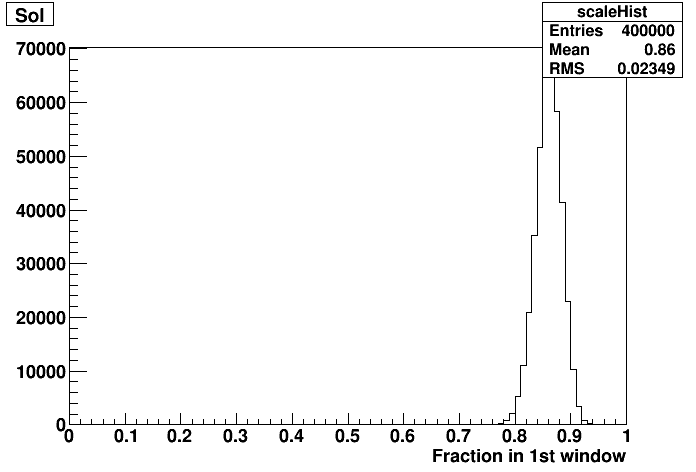 Sol
scaleHist
Entries 400000
Mean 0.86
RMS 0.02349
70000
60000
50000
40000
30000
20000
10000
0
0 0.1 0.2 0.3 0.4 0.5 0.6 0.7 0.8 0.9 1
Fraction in 1st window